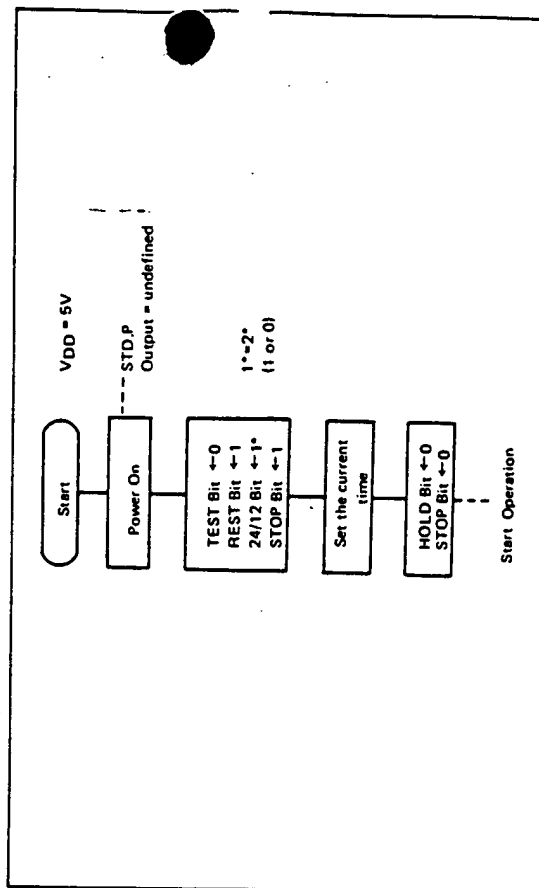 Start
VDD = 5V
Power On
STD.P
Output = undefined
TEST Bit ←0
REST Bit ←1
24/12 Bit ←1*
STOP Bit ←1
1*=2*
(1 or 0)
Set the current
time
HOLD Bit ←0
STOP Bit ←0
Start Operation